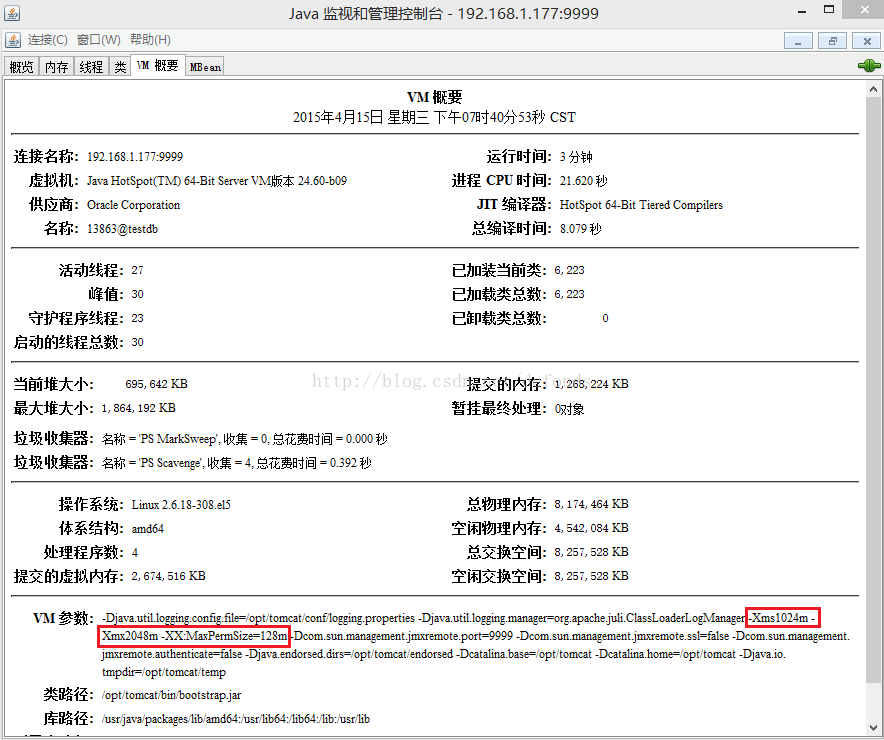 Java 监视和管理控制台 - 192.168.1.177:9999
连接(C) 窗口(W) 帮助(H)
概览 内存 线程 类 VM 概要 MBean
VM 概要
2015年4月15日 星期三 下午07时40分53秒 CST
连接名称: 192.168.1.177:9999 运行时间: 3 分钟
虚拟机: Java HotSpot(TM) 64-Bit Server VM版本 24.60-b09 进程 CPU 时间: 21.620 秒
供应商: Oracle Corporation JIT 编译器: HotSpot 64-Bit Tiered Compilers
名称: 13863@testdb 总编译时间: 8.079 秒
活动线程: 27 已加装当前类: 6,223
峰值: 30 已加载类总数: 6,223
守护程序线程: 23 已卸载类总数: 0
启动的线程总数: 30
当前堆大小: 695,642 KB 提交的内存: 1,268,224 KB
http://blog.csdn
最大堆大小: 1,864,192 KB 暂挂最终处理: 0对象
垃圾收集器: 名称 = 'PS MarkSweep', 收集 = 0, 总花费时间 = 0.000 秒
垃圾收集器: 名称 = 'PS Scavenge', 收集 = 4, 总花费时间 = 0.392 秒
操作系统: Linux 2.6.18-308.el5 总物理内存: 8,174,464 KB
体系结构: amd64 空闲物理内存: 4,542,084 KB
处理程序数: 4 总交换空间: 8,257,528 KB
提交的虚拟内存: 2,674,516 KB 空闲交换空间: 8,257,528 KB
VM 参数: -Djava.util.logging.config.file=/opt/tomcat/conf/logging.properties -Djava.util.logging.manager=org.apache.juli.ClassLoaderLogManager -Xms1024m -
Xmx2048m -XX:MaxPermSize=128m -Dcom.sun.management.jmxremote.port=9999 -Dcom.sun.management.jmxremote.ssl=false -Dcom.sun.management.
jmxremote.authenticate=false -Djava.endorsed.dirs=/opt/tomcat/endorsed -Dcatalina.base=/opt/tomcat -Dcatalina.home=/opt/tomcat -Djava.io.
tmpdir=/opt/tomcat/temp
类路径: /opt/tomcat/bin/bootstrap.jar
库路径: /usr/java/packages/lib/amd64:/usr/lib64:/lib64:/lib:/usr/lib